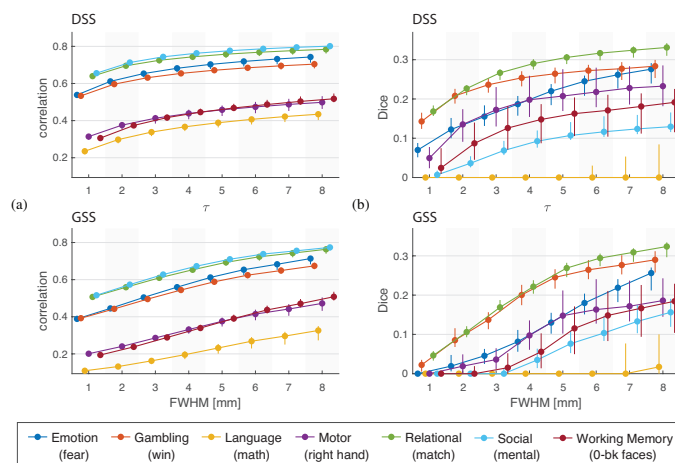 DSS
DSS
0.8
0.6
0.4
0.2
correlation
1 2 3 4 5 6 7 8
τ
(a)
0.3
0.2
0.1
0
Dice
1 2 3 4 5 6 7 8
τ
(b)
GSS
GSS
0.8
0.6
0.4
0.2
correlation
1 2 3 4 5 6 7 8
FWHM [mm]
0.3
0.2
0.1
0
Dice
1 2 3 4 5 6 7 8
FWHM [mm]
Emotion Gambling Language Motor Relational Social Working Memory
(fear) (win) (math) (right hand) (match) (mental) (0-bk faces)